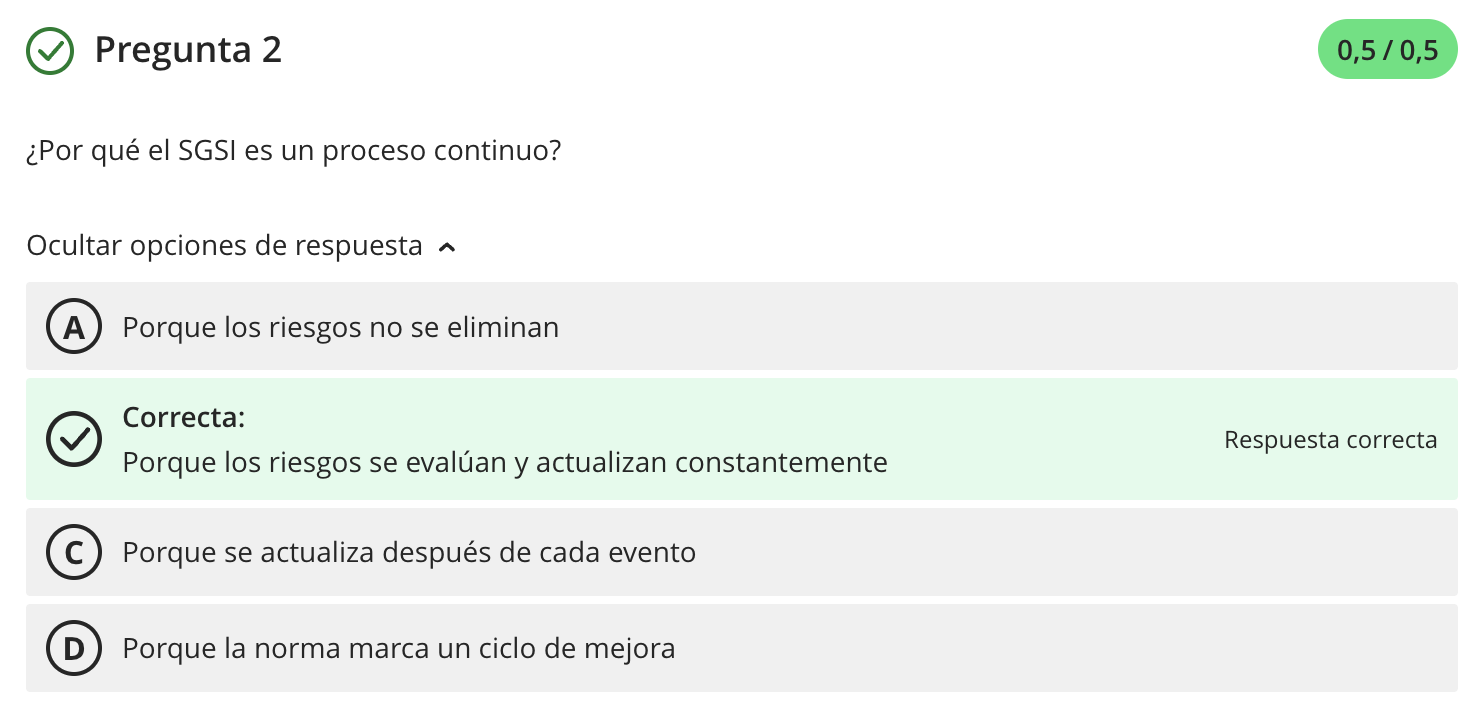 Pregunta 2
0,5 / 0,5
¿Por qué el SGSI es un proceso continuo?
Ocultar opciones de respuesta
A Porque los riesgos no se eliminan
Correcta:
Porque los riesgos se evalúan y actualizan constantemente
Respuesta correcta
C Porque se actualiza después de cada evento
D Porque la norma marca un ciclo de mejora